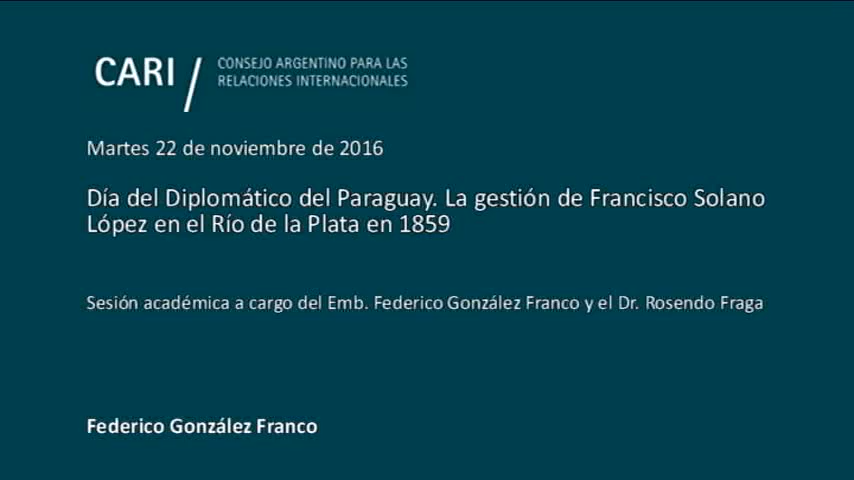 CARI /
CONSEJO ARGENTINO PARA LAS
RELACIONES INTERNACIONALES
Martes 22 de noviembre de 2016
Día del Diplomático del Paraguay. La gestión de Francisco Solano
López en el Río de la Plata en 1859
Sesión académica a cargo del Emb. Federico González Franco y el Dr. Rosendo Fraga
Federico González Franco